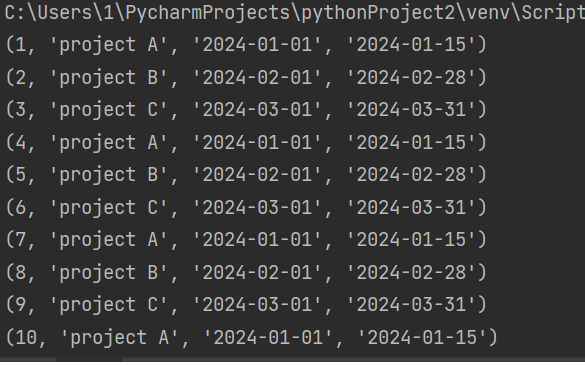 C:\Users\1\PycharmProjects\pythonProject2\venv\Script
(1, 'project A', '2024-01-01', '2024-01-15')
(2, 'project B', '2024-02-01', '2024-02-28')
(3, 'project C', '2024-03-01', '2024-03-31')
(4, 'project A', '2024-01-01', '2024-01-15')
(5, 'project B', '2024-02-01', '2024-02-28')
(6, 'project C', '2024-03-01', '2024-03-31')
(7, 'project A', '2024-01-01', '2024-01-15')
(8, 'project B', '2024-02-01', '2024-02-28')
(9, 'project C', '2024-03-01', '2024-03-31')
(10, 'project A', '2024-01-01', '2024-01-15')